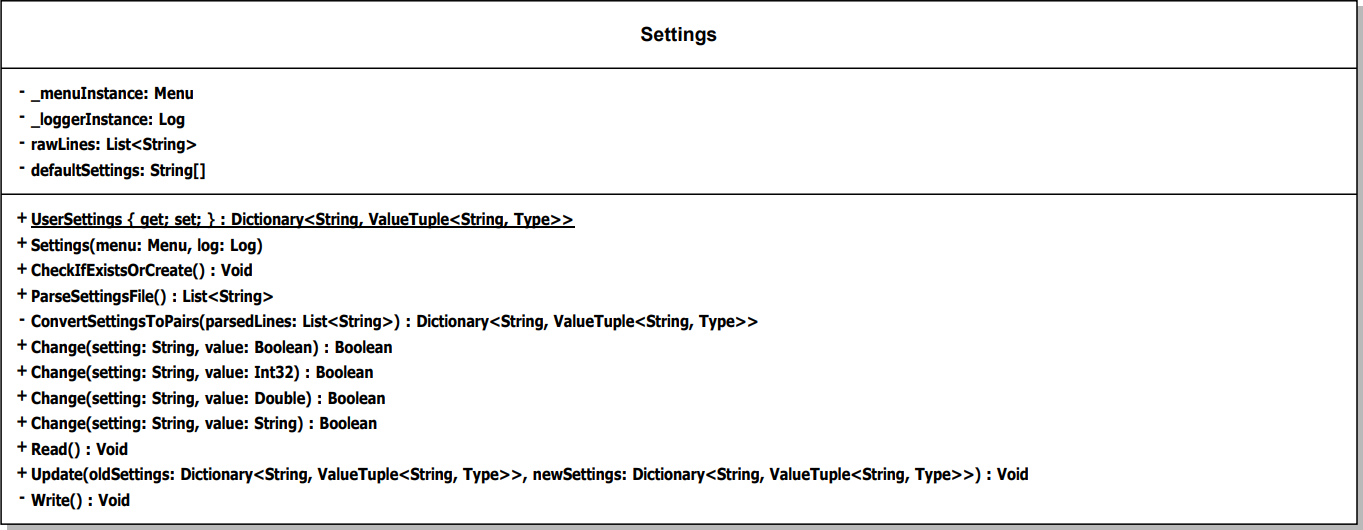 Settings
- _menuInstance: Menu
- _loggerInstance: Log
- rawLines: List<String>
- defaultSettings: String[]
+ UserSettings { get; set; } : Dictionary<String, ValueTuple<String, Type>>
+ Settings(menu: Menu, log: Log)
+ CheckIfExistsOrCreate() : Void
+ ParseSettingsFile() : List<String>
- ConvertSettingsToPairs(parsedLines: List<String>) : Dictionary<String, ValueTuple<String, Type>>
+ Change(setting: String, value: Boolean) : Boolean
+ Change(setting: String, value: Int32) : Boolean
+ Change(setting: String, value: Double) : Boolean
+ Change(setting: String, value: String) : Boolean
+ Read() : Void
+ Update(oldSettings: Dictionary<String, ValueTuple<String, Type>>, newSettings: Dictionary<String, ValueTuple<String, Type>>) : Void
- Write() : Void